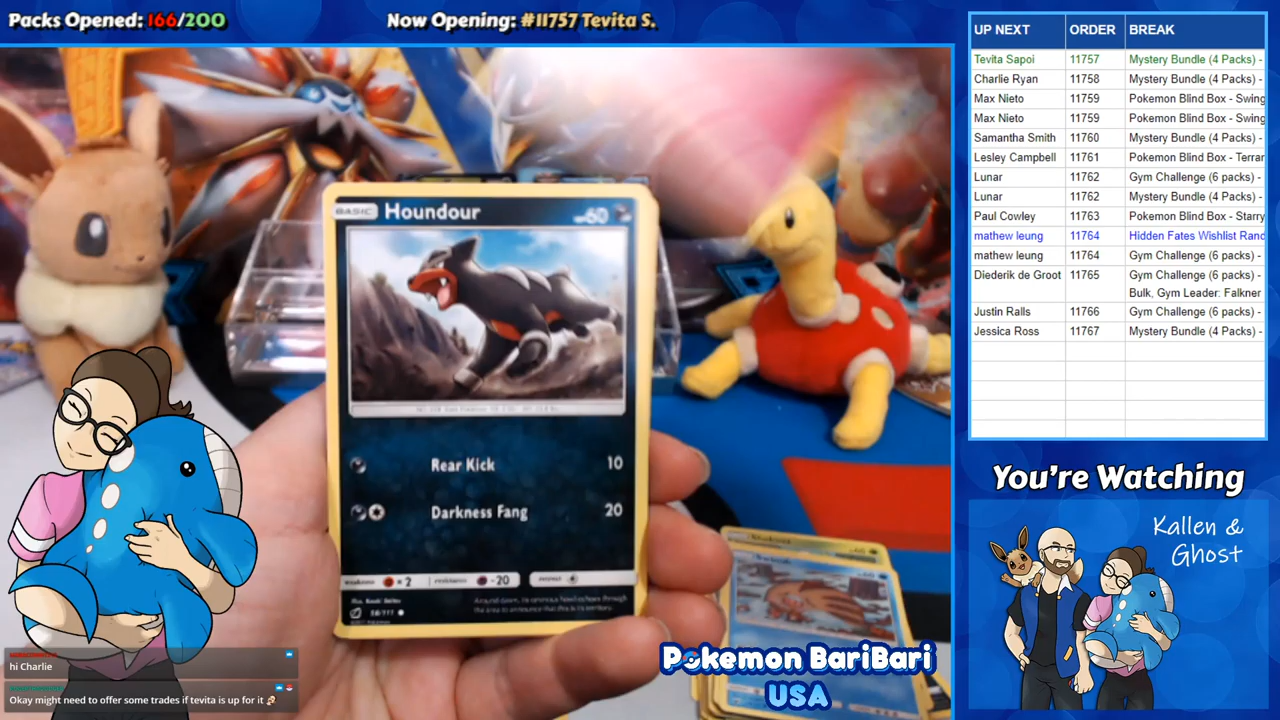 Packs Opened: 166/200
Now Opening: #11757 Tevita S.
UP NEXT ORDER BREAK
Tevita Sapoi 11757 Mystery Bundle (4 Packs) -
Charlie Ryan 11758 Mystery Bundle (4 Packs) -
Max Nieto 11759 Pokemon Blind Box - Swing
Max Nieto 11759 Pokemon Blind Box - Swing
Samantha Smith 11760 Mystery Bundle (4 Packs) -
Lesley Campbell 11761 Pokemon Blind Box - Terrar
Lunar 11762 Gym Challenge (6 packs) -
Lunar 11762 Mystery Bundle (4 Packs) -
Paul Cowley 11763 Pokemon Blind Box - Starry
mathew leung 11764 Hidden Fates Wishlist Rand
mathew leung 11764 Gym Challenge (6 packs) -
Diederik de Groot 11765 Gym Challenge (6 packs) -
Bulk, Gym Leader: Falkner
Justin Ralls 11766 Gym Challenge (6 packs) -
Jessica Ross 11767 Mystery Bundle (4 Packs) -
BASIC Houndour 60
Rear Kick 10
Darkness Fang 20
weakness ×2 resistance -20 retreat
58/111
hi Charlie
Okay might need to offer some trades if tevita is up for it
Pokemon BariBari
USA
You're Watching
Kallen &
Ghost